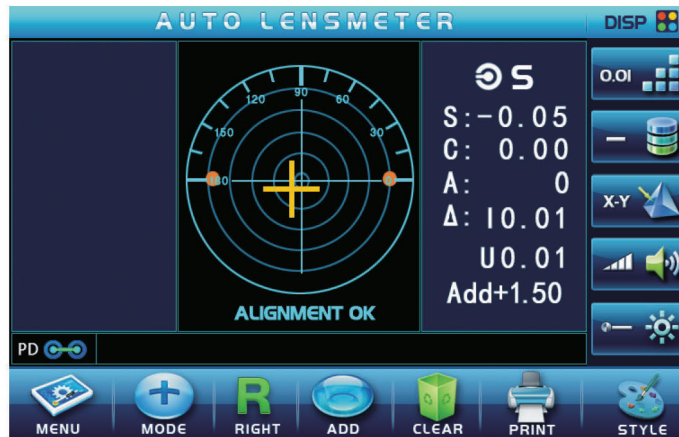 AUTO LENSMETER
DISP
120
90
60
150
30
180
0
ALIGNMENT OK
S
S:-0.05
C: 0.00
A: 0
Δ: I0.01
U0.01
Add+1.50
0.01
X-Y
PD
MENU
MODE
R
RIGHT
ADD
CLEAR
PRINT
STYLE